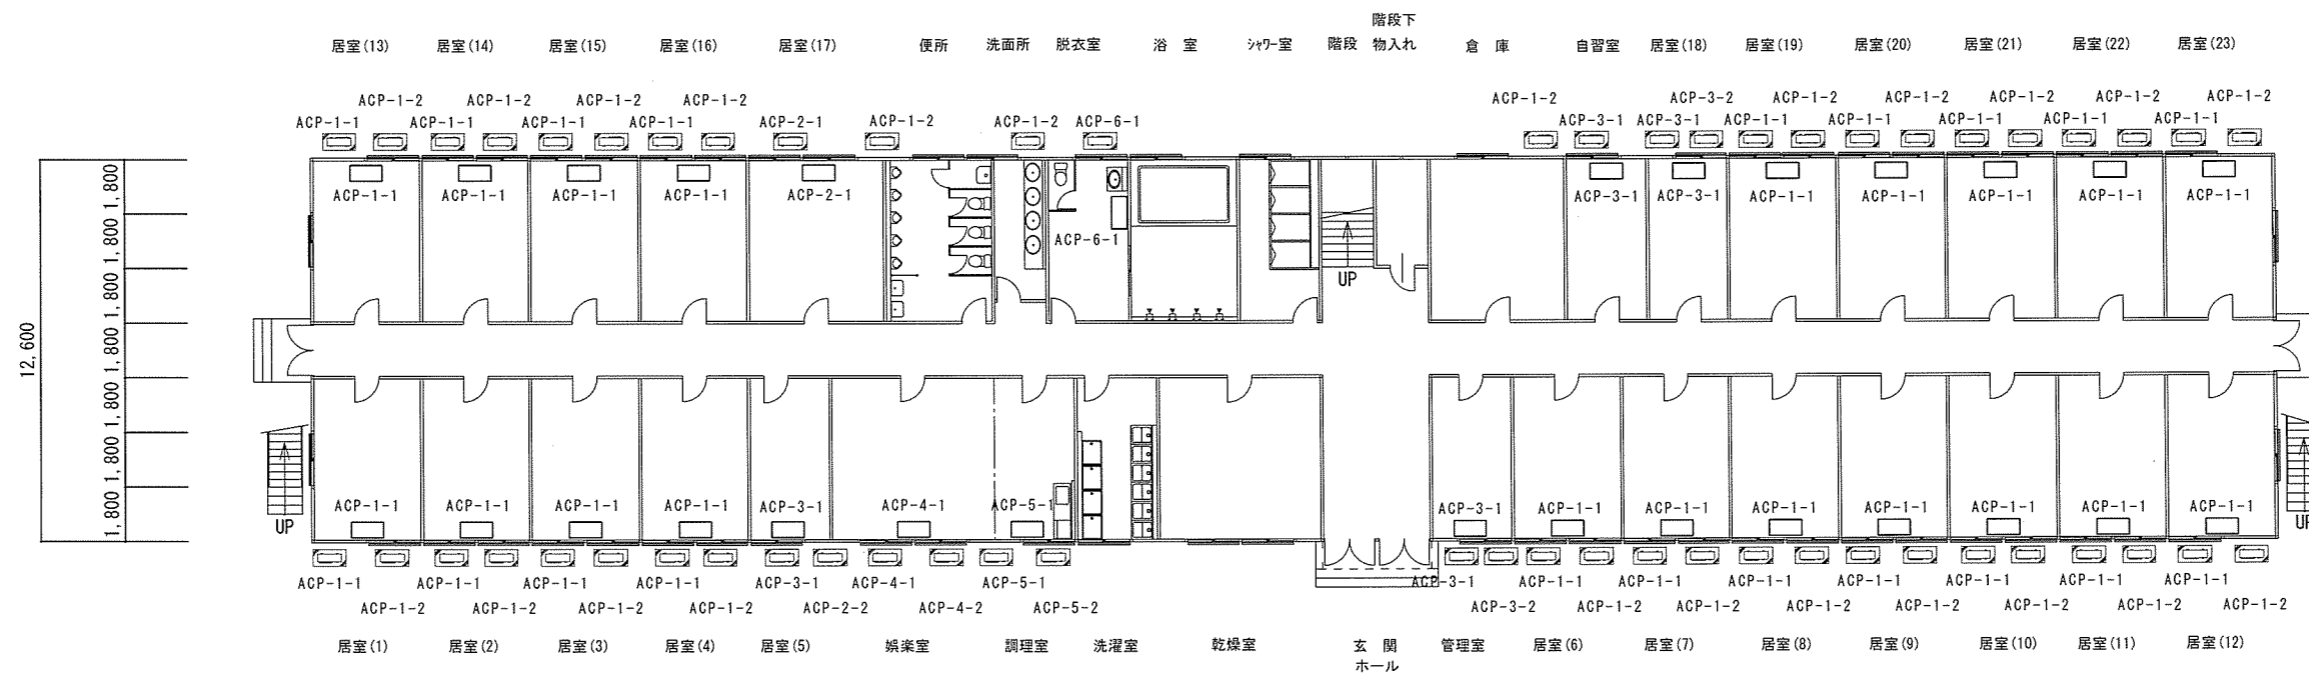 階段下
居室(13) 居室(14) 居室(15) 居室(16) 居室(17) 便所 洗面所 脱衣室 浴 室 ｼｬﾜｰ室 階段 物入れ 倉 庫 自習室 居室(18) 居室(19) 居室(20) 居室(21) 居室(22) 居室(23)
ACP-1-2 ACP-1-2 ACP-1-2 ACP-1-2 ACP-1-2 ACP-3-2 ACP-1-2 ACP-1-2 ACP-1-2 ACP-1-2 ACP-1-2
ACP-1-1 ACP-1-1 ACP-1-1 ACP-1-1 ACP-2-1 ACP-1-2 ACP-1-2 ACP-6-1 ACP-3-1 ACP-3-1 ACP-1-1 ACP-1-1 ACP-1-1 ACP-1-1 ACP-1-1
ACP-1-1 ACP-1-1 ACP-1-1 ACP-1-1 ACP-2-1 ACP-3-1 ACP-3-1 ACP-1-1 ACP-1-1 ACP-1-1 ACP-1-1 ACP-1-1
ACP-6-1
UP
12,600
1,800 1,800 1,800 1,800 1,800 1,800 1,800
ACP-1-1 ACP-1-1 ACP-1-1 ACP-1-1 ACP-3-1 ACP-4-1 ACP-5-1 ACP-3-1 ACP-1-1 ACP-1-1 ACP-1-1 ACP-1-1 ACP-1-1 ACP-1-1 ACP-1-1
UP UP
ACP-1-1 ACP-1-1 ACP-1-1 ACP-1-1 ACP-3-1 ACP-4-1 ACP-5-1 ACP-3-1 ACP-1-1 ACP-1-1 ACP-1-1 ACP-1-1 ACP-1-1 ACP-1-1 ACP-1-1
ACP-1-2 ACP-1-2 ACP-1-2 ACP-1-2 ACP-2-2 ACP-4-2 ACP-5-2 ACP-3-2 ACP-1-2 ACP-1-2 ACP-1-2 ACP-1-2 ACP-1-2 ACP-1-2 ACP-1-2
居室(1) 居室(2) 居室(3) 居室(4) 居室(5) 娯楽室 調理室 洗濯室 乾燥室 玄 関 管理室 居室(6) 居室(7) 居室(8) 居室(9) 居室(10) 居室(11) 居室(12)
ホール